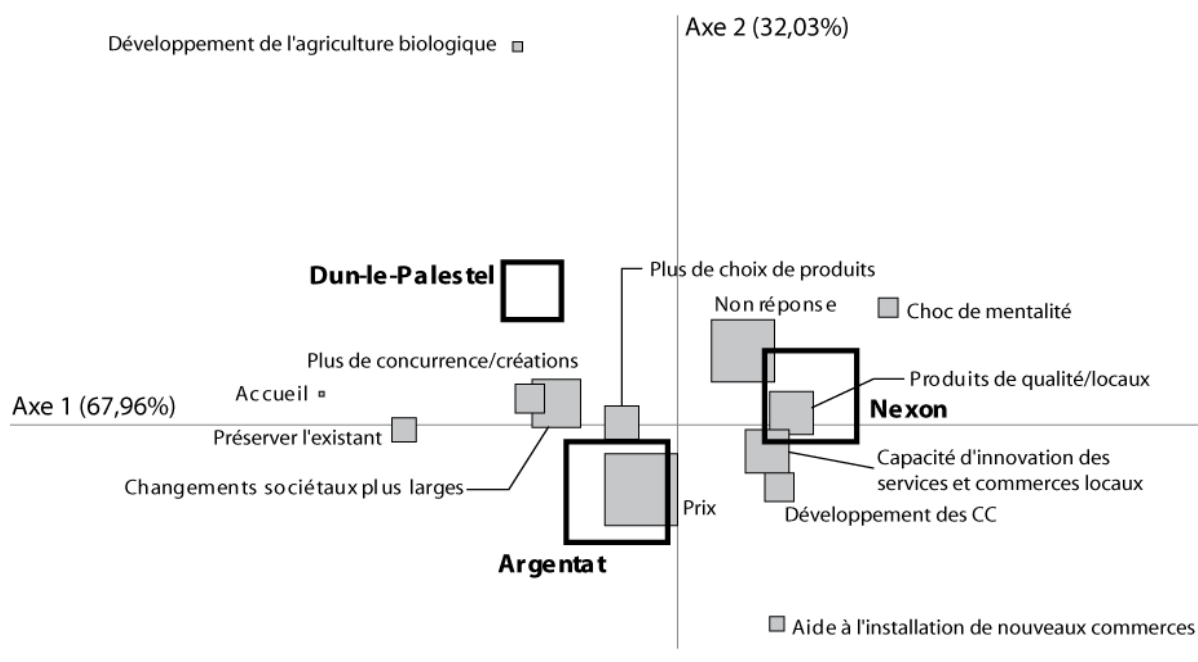 Axe 2 (32,03%)
Développement de l'agriculture biologique
Dun-le-Palestel
Plus de choix de produits
Non réponse
Choc de mentalité
Plus de concurrence/créations
Accueil
Produits de qualité/locaux
Axe 1 (67,96%)
Nexon
Préserver l'existant
Capacité d'innovation des
services et commerces locaux
Changements sociétaux plus larges
Prix
Développement des CC
Argentat
Aide à l'installation de nouveaux commerces